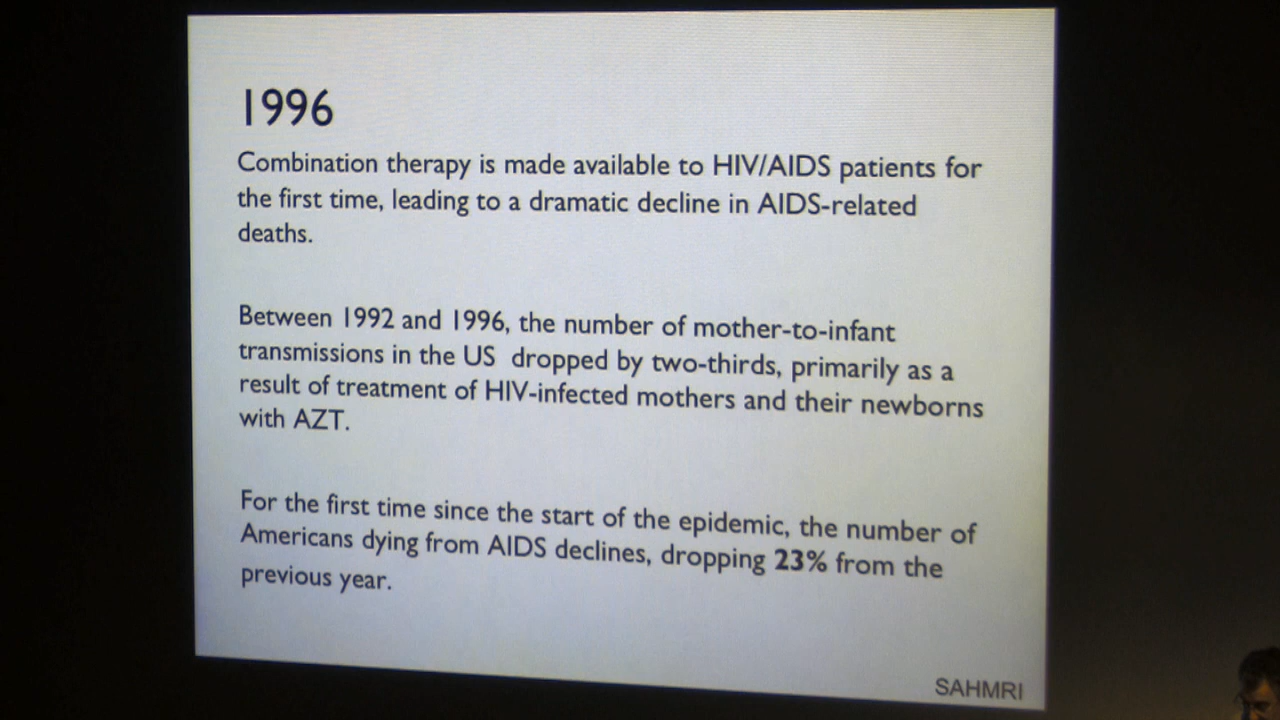 1996
Combination therapy is made available to HIV/AIDS patients for
the first time, leading to a dramatic decline in AIDS-related
deaths.
Between 1992 and 1996, the number of mother-to-infant
transmissions in the US dropped by two-thirds, primarily as a
result of treatment of HIV-infected mothers and their newborns
with AZT.
For the first time since the start of the epidemic, the number of
Americans dying from AIDS declines, dropping 23% from the
previous year.
SAHMRI